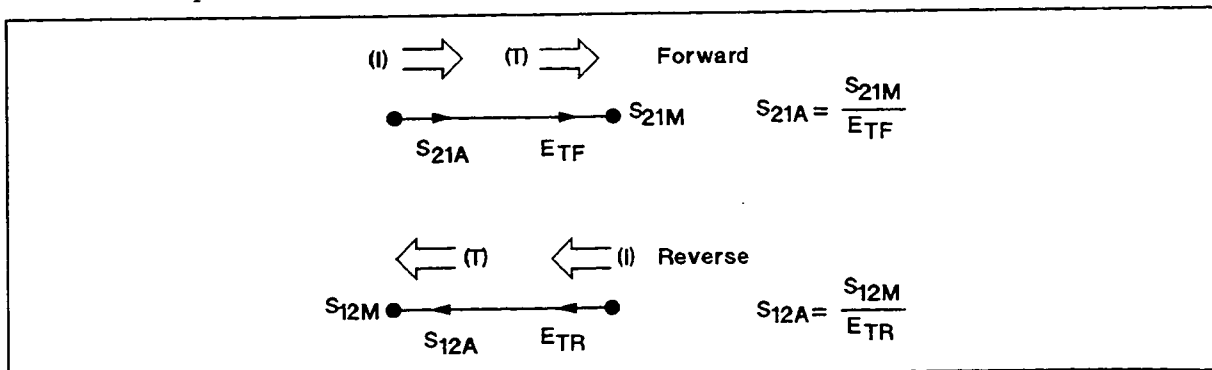 (I) (T) Forward
S21M S21A = S21M / ETF
S21A ETF
(T) (I) Reverse
S12M S12A = S12M / ETR
S12A ETR